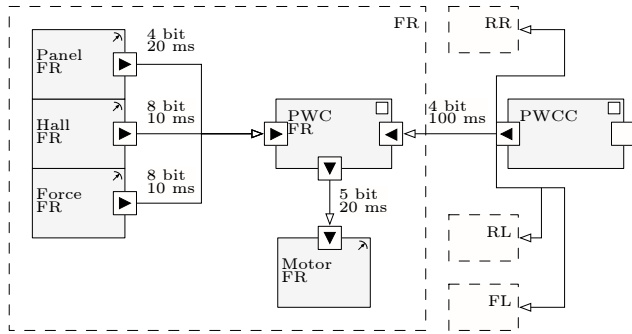 FR
RR
4 bit
20 ms
Panel
FR
8 bit
10 ms
Hall
FR
PWC
FR
4 bit
100 ms
PWCC
8 bit
10 ms
Force
FR
5 bit
20 ms
RL
Motor
FR
FL